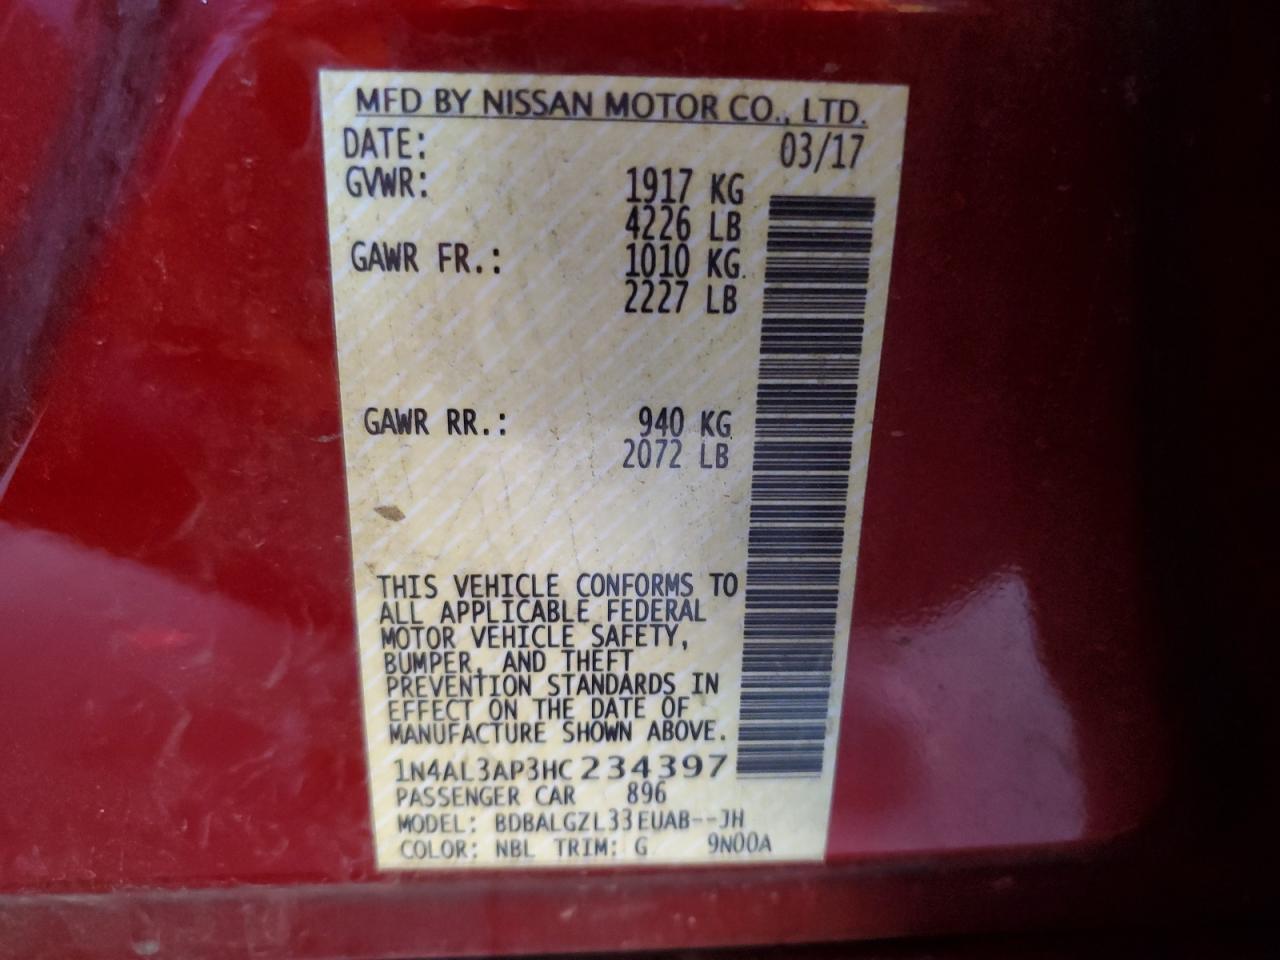 MFD BY NISSAN MOTOR CO., LTD.
DATE: 03/17
GVWR: 1917 KG
4226 LB
GAWR FR.: 1010 KG
2227 LB
GAWR RR.: 940 KG
2072 LB
THIS VEHICLE CONFORMS TO
ALL APPLICABLE FEDERAL
MOTOR VEHICLE SAFETY,
BUMPER, AND THEFT
PREVENTION STANDARDS IN
EFFECT ON THE DATE OF
MANUFACTURE SHOWN ABOVE.
1N4AL3AP3HC234397
PASSENGER CAR 896
MODEL: BDBALGZL33EUAB--JH
COLOR: NBL TRIM: G 9N00A